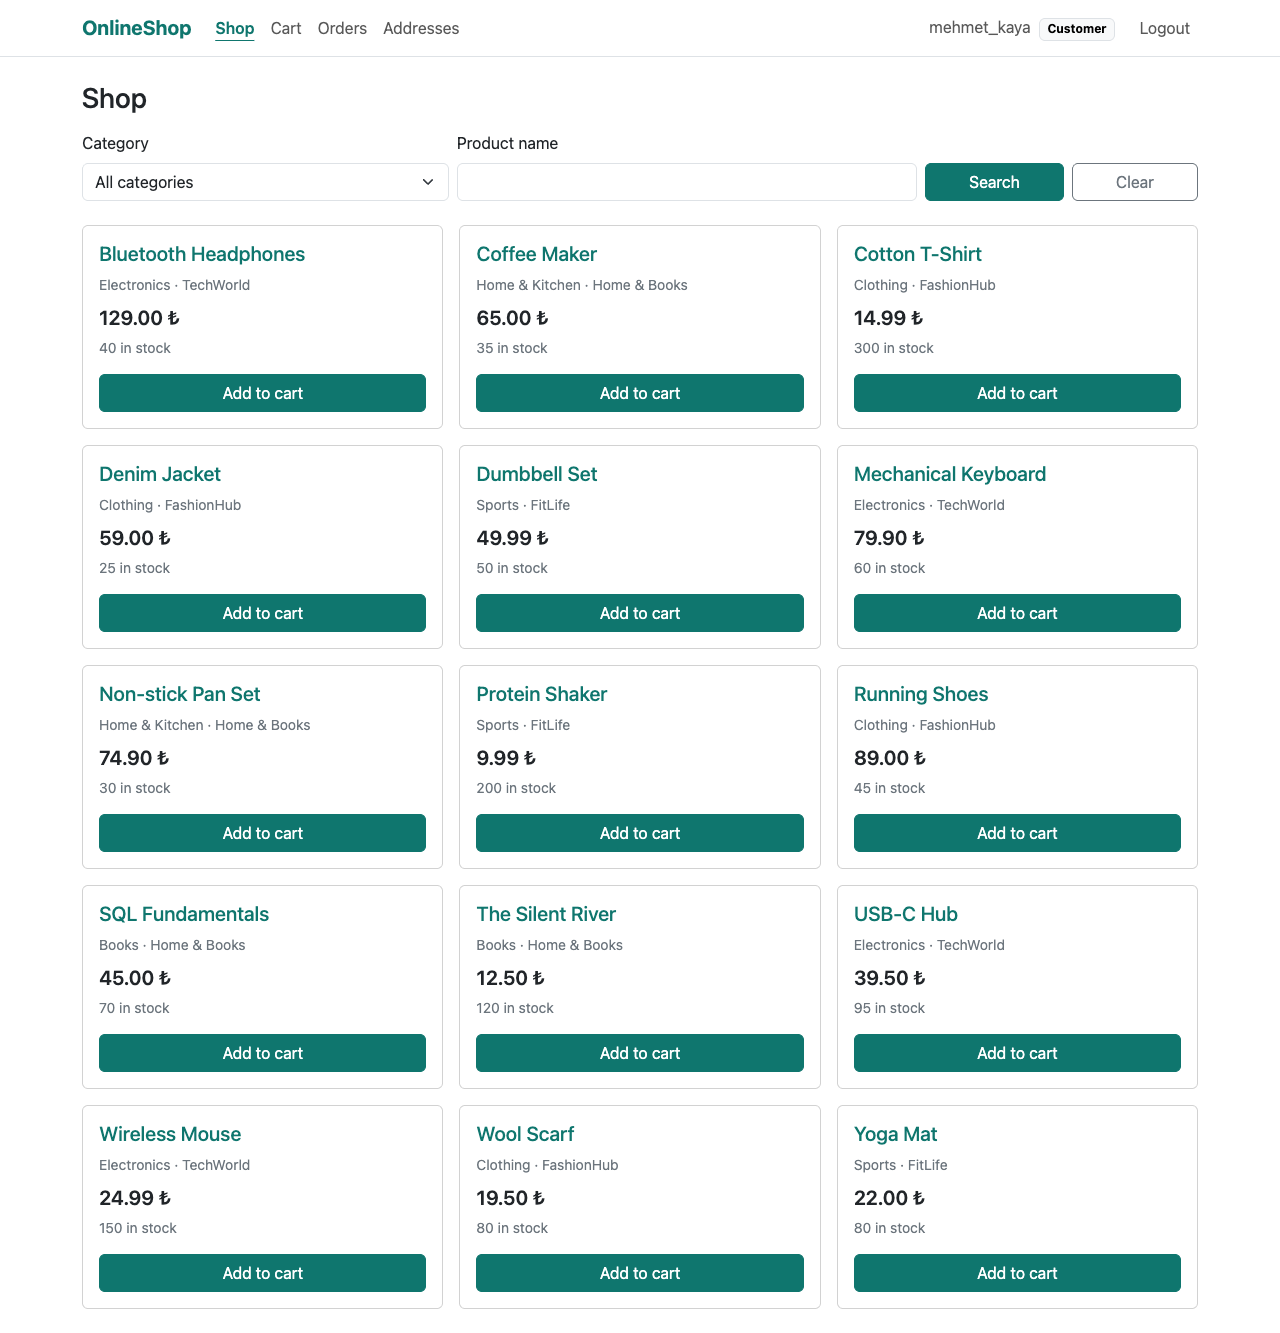 OnlineShop Shop Cart Orders Addresses mehmet_kaya Customer Logout
Shop
Category Product name
All categories Search Clear
Bluetooth Headphones
Electronics · TechWorld
129.00 ₺
40 in stock
Add to cart
Coffee Maker
Home & Kitchen · Home & Books
65.00 ₺
35 in stock
Add to cart
Cotton T-Shirt
Clothing · FashionHub
14.99 ₺
300 in stock
Add to cart
Denim Jacket
Clothing · FashionHub
59.00 ₺
25 in stock
Add to cart
Dumbbell Set
Sports · FitLife
49.99 ₺
50 in stock
Add to cart
Mechanical Keyboard
Electronics · TechWorld
79.90 ₺
60 in stock
Add to cart
Non-stick Pan Set
Home & Kitchen · Home & Books
74.90 ₺
30 in stock
Add to cart
Protein Shaker
Sports · FitLife
9.99 ₺
200 in stock
Add to cart
Running Shoes
Clothing · FashionHub
89.00 ₺
45 in stock
Add to cart
SQL Fundamentals
Books · Home & Books
45.00 ₺
70 in stock
Add to cart
The Silent River
Books · Home & Books
12.50 ₺
120 in stock
Add to cart
USB-C Hub
Electronics · TechWorld
39.50 ₺
95 in stock
Add to cart
Wireless Mouse
Electronics · TechWorld
24.99 ₺
150 in stock
Add to cart
Wool Scarf
Clothing · FashionHub
19.50 ₺
80 in stock
Add to cart
Yoga Mat
Sports · FitLife
22.00 ₺
80 in stock
Add to cart